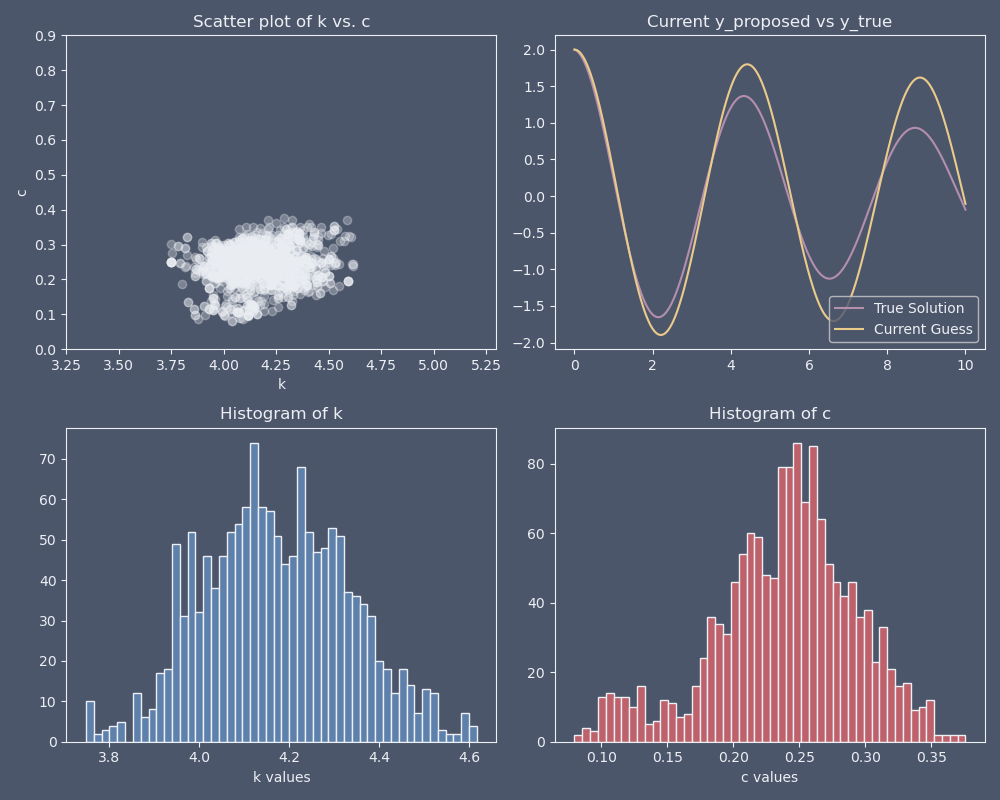 Scatter plot of k vs. c
0.9
0.8
0.7
0.6
0.5
0.4
0.3
0.2
0.1
0.0
c
3.25 3.50 3.75 4.00 4.25 4.50 4.75 5.00 5.25
k
Current y_proposed vs y_true
2.0
1.5
1.0
0.5
0.0
−0.5
−1.0
−1.5
−2.0
True Solution
Current Guess
0 2 4 6 8 10
Histogram of k
70
60
50
40
30
20
10
0
3.8 4.0 4.2 4.4 4.6
k values
Histogram of c
80
60
40
20
0
0.10 0.15 0.20 0.25 0.30 0.35
c values